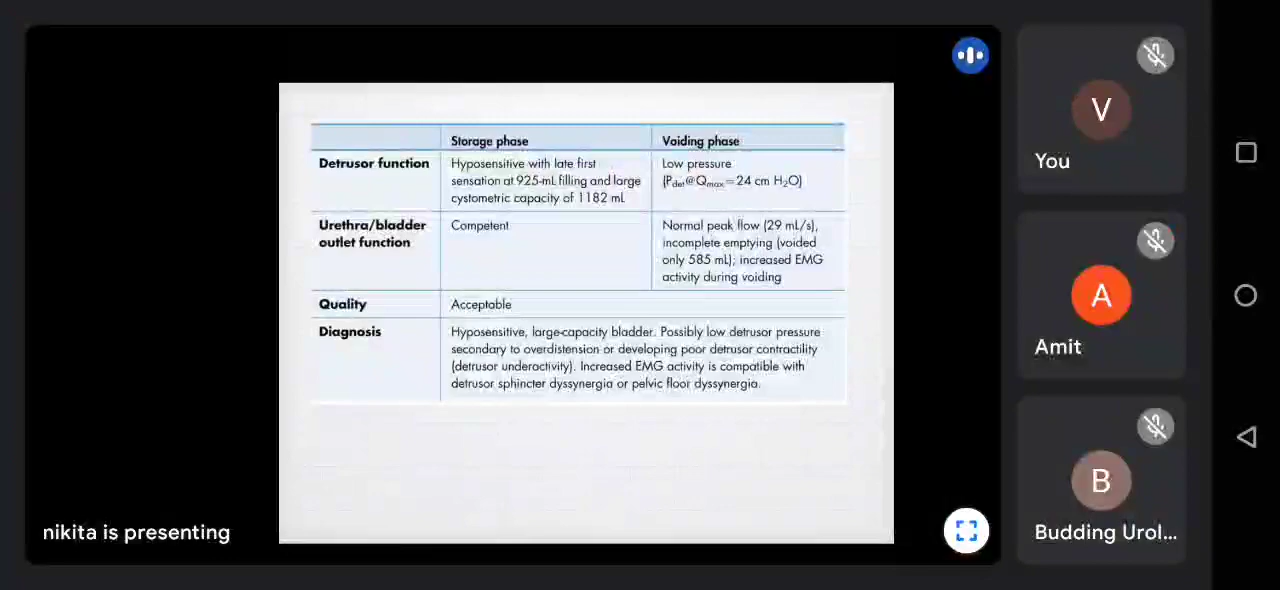 Storage phase
Voiding phase
Detrusor function
Hyposensitive with late first
sensation at 925-mL filling and large
cystometric capacity of 1182 mL
Low pressure
(Pdet@Qmax=24 cm H2O)
Urethra/bladder
outlet function
Competent
Normal peak flow (29 mL/s),
incomplete emptying (voided
only 585 mL); increased EMG
activity during voiding
Quality
Acceptable
Diagnosis
Hyposensitive, large-capacity bladder. Possibly low detrusor pressure
secondary to overdistension or developing poor detrusor contractility
(detrusor underactivity). Increased EMG activity is compatible with
detrusor sphincter dyssynergia or pelvic floor dyssynergia.
nikita is presenting
V
You
A
Amit
B
Budding Urol...